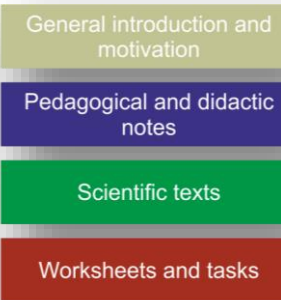 General introduction and
motivation
Pedagogical and didactic
notes
Scientific texts
Worksheets and tasks